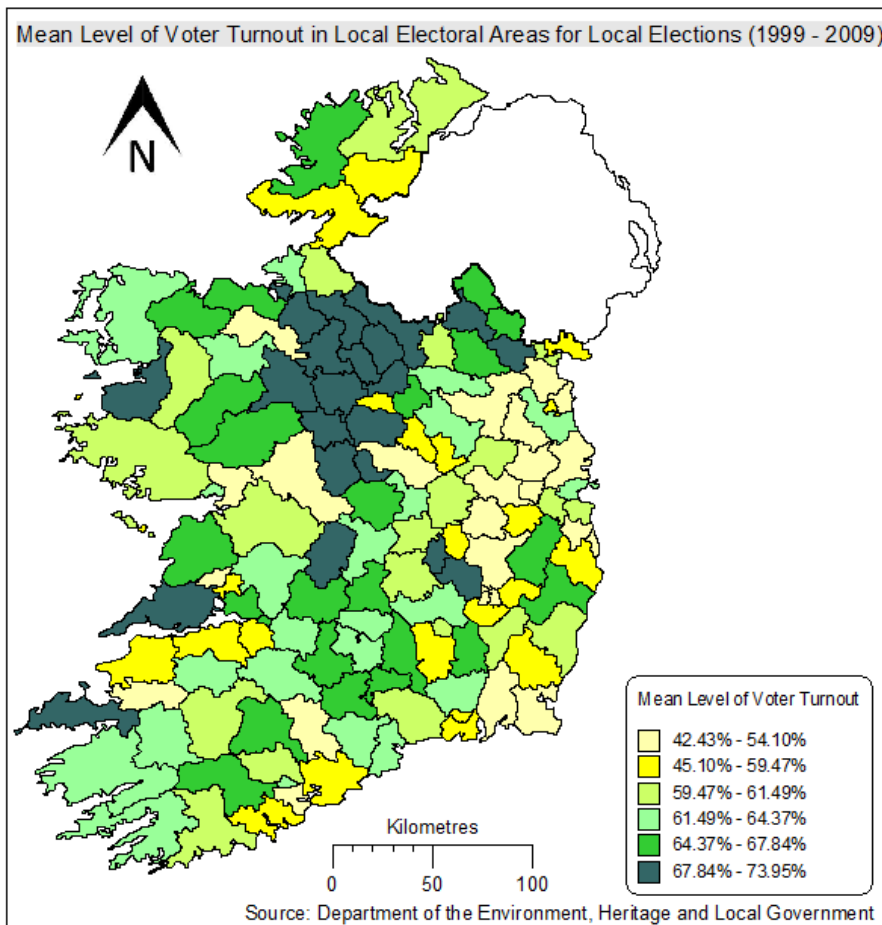 Mean Level of Voter Turnout in Local Electoral Areas for Local Elections (1999 - 2009)
N
Mean Level of Voter Turnout
42.43% - 54.10%
45.10% - 59.47%
59.47% - 61.49%
61.49% - 64.37%
64.37% - 67.84%
67.84% - 73.95%
Kilometres
0 50 100
Source: Department of the Environment, Heritage and Local Government